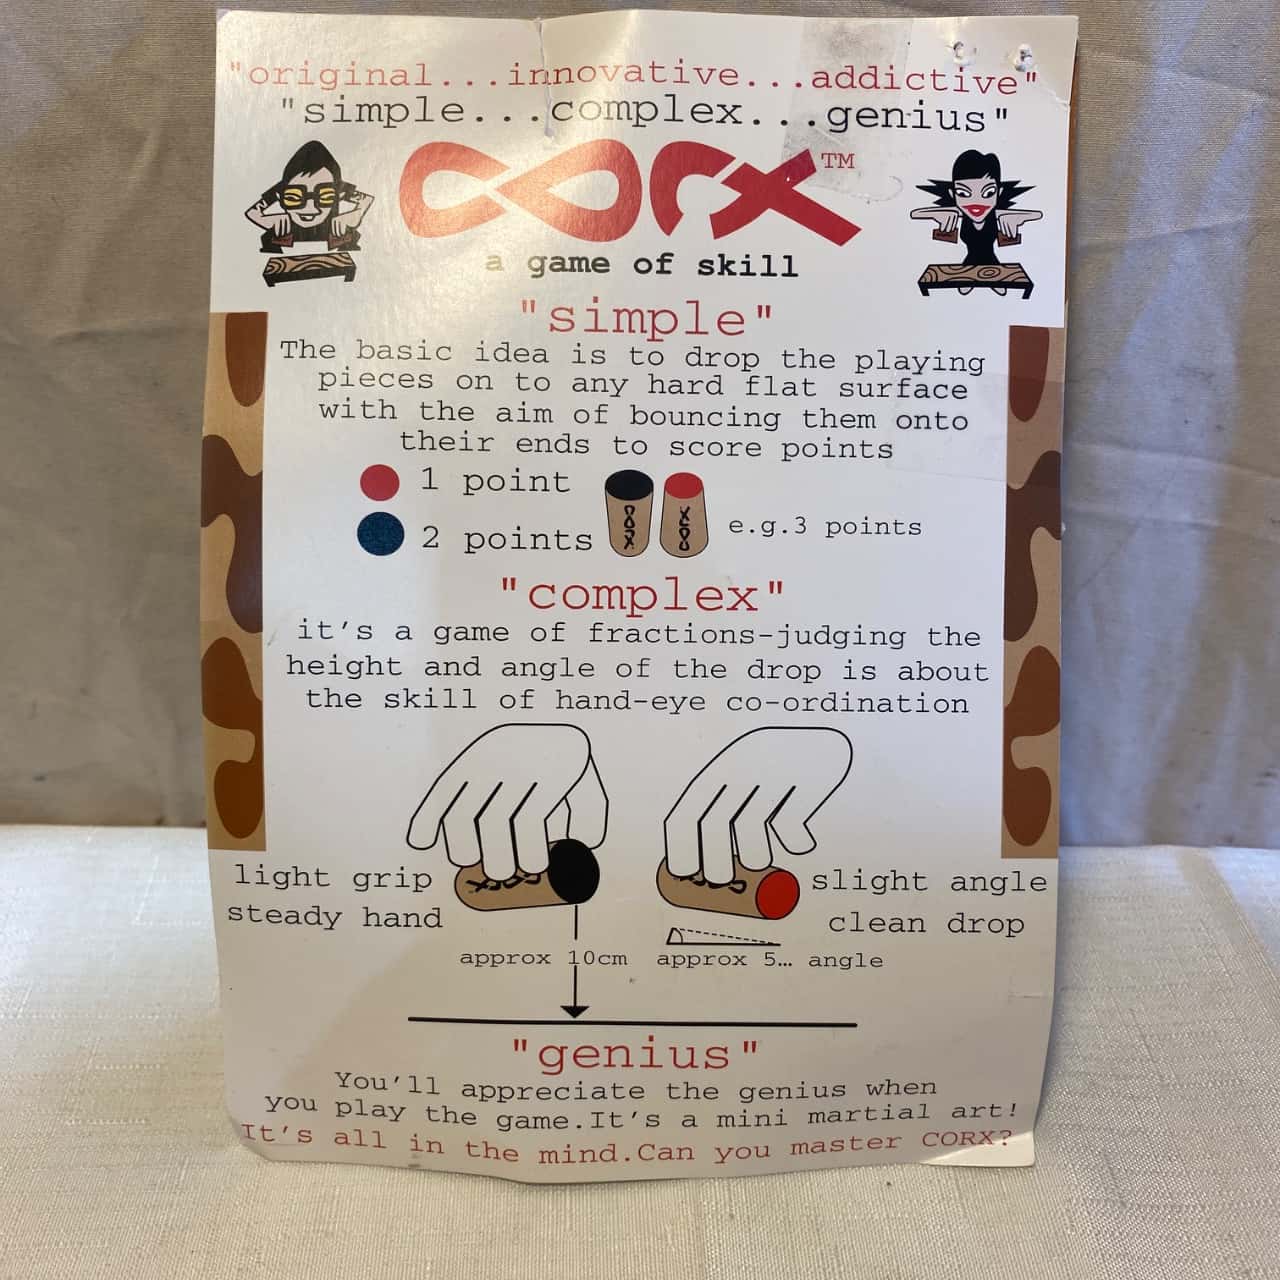 "original...innovative...addictive"
"simple...complex...genius"
corx™
a game of skill
"simple"
The basic idea is to drop the playing
pieces on to any hard flat surface
with the aim of bouncing them onto
their ends to score points
1 point
2 points
corx
corx
e.g.3 points
"complex"
it's a game of fractions-judging the
height and angle of the drop is about
the skill of hand-eye co-ordination
light grip
steady hand
slight angle
clean drop
approx 10cm
approx 5… angle
"genius"
You'll appreciate the genius when
you play the game.It's a mini martial art!
It's all in the mind.Can you master CORX?